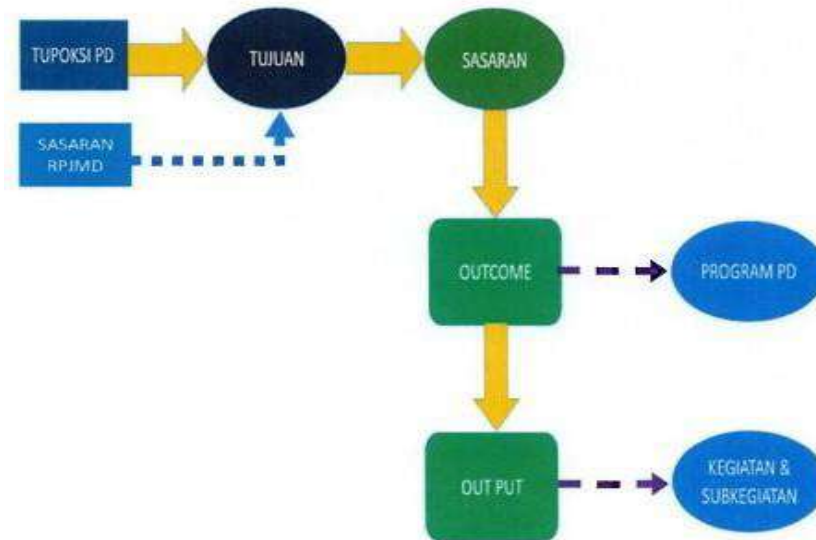 TUPOKSI PD
TUJUAN
SASARAN
SASARAN
RPJMD
OUTCOME
PROGRAM PD
OUT PUT
KEGIATAN &
SUBKEGIATAN